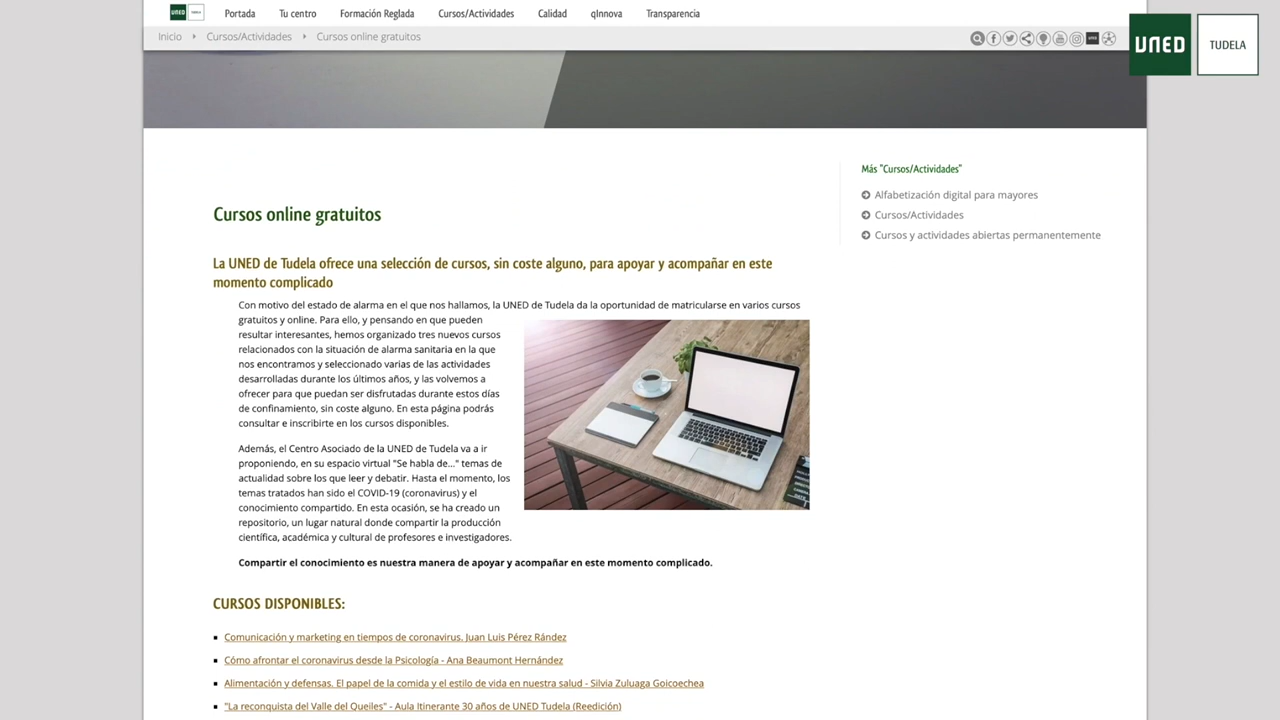 UNED TUDELA
Portada Tu centro Formación Reglada Cursos/Actividades Calidad qInnova Transparencia
Inicio Cursos/Actividades Cursos online gratuitos
UNED TUDELA
Más "Cursos/Actividades"
Alfabetización digital para mayores
Cursos/Actividades
Cursos y actividades abiertas permanentemente
Cursos online gratuitos
La UNED de Tudela ofrece una selección de cursos, sin coste alguno, para apoyar y acompañar en este
momento complicado
Con motivo del estado de alarma en el que nos hallamos, la UNED de Tudela da la oportunidad de matricularse en varios cursos
gratuitos y online. Para ello, y pensando en que pueden
resultar interesantes, hemos organizado tres nuevos cursos
relacionados con la situación de alarma sanitaria en la que
nos encontramos y seleccionado varias de las actividades
desarrolladas durante los últimos años, y las volvemos a
ofrecer para que puedan ser disfrutadas durante estos días
de confinamiento, sin coste alguno. En esta página podrás
consultar e inscribirte en los cursos disponibles.
Además, el Centro Asociado de la UNED de Tudela va a ir
proponiendo, en su espacio virtual "Se habla de..." temas de
actualidad sobre los que leer y debatir. Hasta el momento, los
temas tratados han sido el COVID-19 (coronavirus) y el
conocimiento compartido. En esta ocasión, se ha creado un
repositorio, un lugar natural donde compartir la producción
científica, académica y cultural de profesores e investigadores.
Compartir el conocimiento es nuestra manera de apoyar y acompañar en este momento complicado.
CURSOS DISPONIBLES:
Comunicación y marketing en tiempos de coronavirus. Juan Luis Pérez Rández
Cómo afrontar el coronavirus desde la Psicología - Ana Beaumont Hernández
Alimentación y defensas. El papel de la comida y el estilo de vida en nuestra salud - Silvia Zuluaga Goicoechea
"La reconquista del Valle del Queiles" - Aula Itinerante 30 años de UNED Tudela (Reedición)